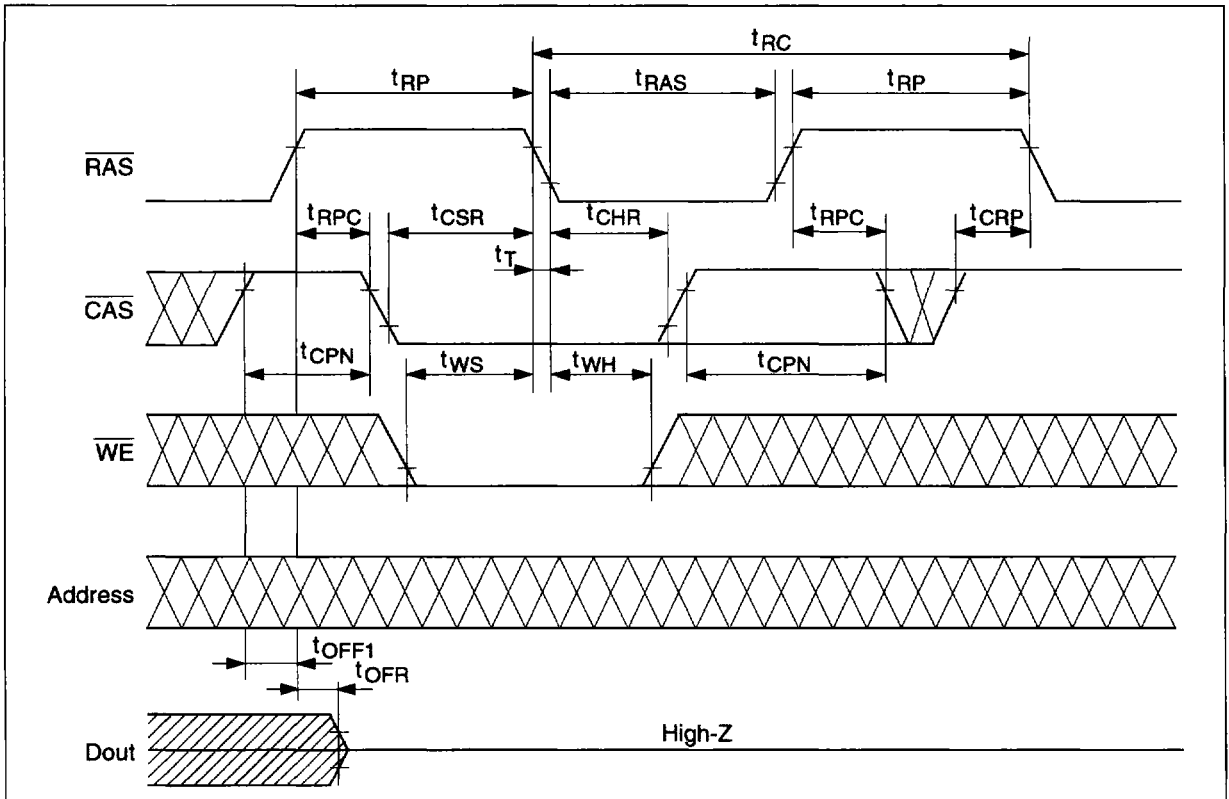 tRC
tRP tRAS tRP
RAS
tRPC tCSR tCHR tRPC tCRP
tT
CAS
tCPN tWS tWH tCPN
WE
Address
tOFF1
tOFR
High-Z
Dout